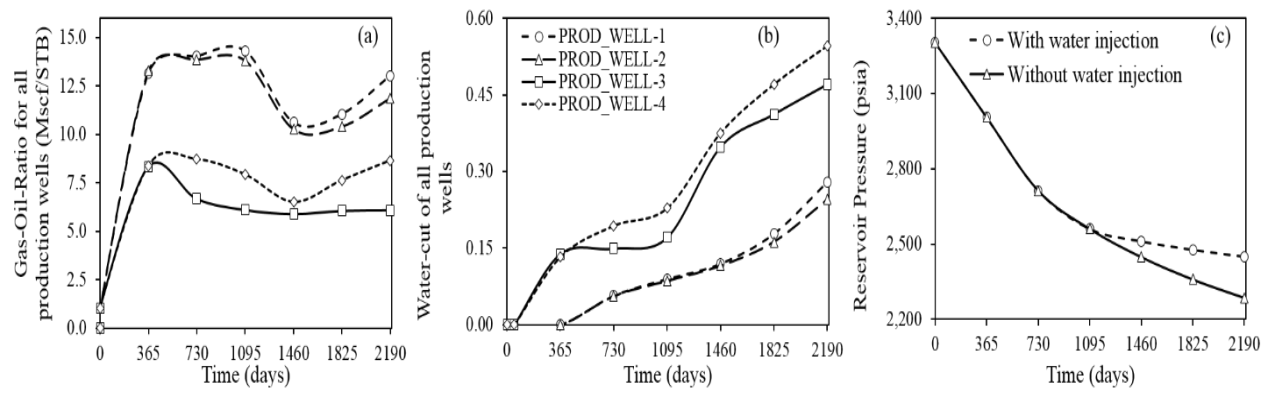 Gas-Oil-Ratio for all
production wells (Mscf/STB)
15.0
12.5
10.0
7.5
5.0
2.5
0.0
(a)
0 365 730 1095 1460 1825 2190
Time (days)
Water-cut of all production
wells
0.60
0.45
0.30
0.15
0.00
PROD_WELL-1
PROD_WELL-2
PROD_WELL-3
PROD_WELL-4
(b)
0 365 730 1095 1460 1825 2190
Time (days)
Reservoir Pressure (psia)
3,400
3,100
2,800
2,500
2,200
With water injection
Without water injection
(c)
0 365 730 1095 1460 1825 2190
Time (days)